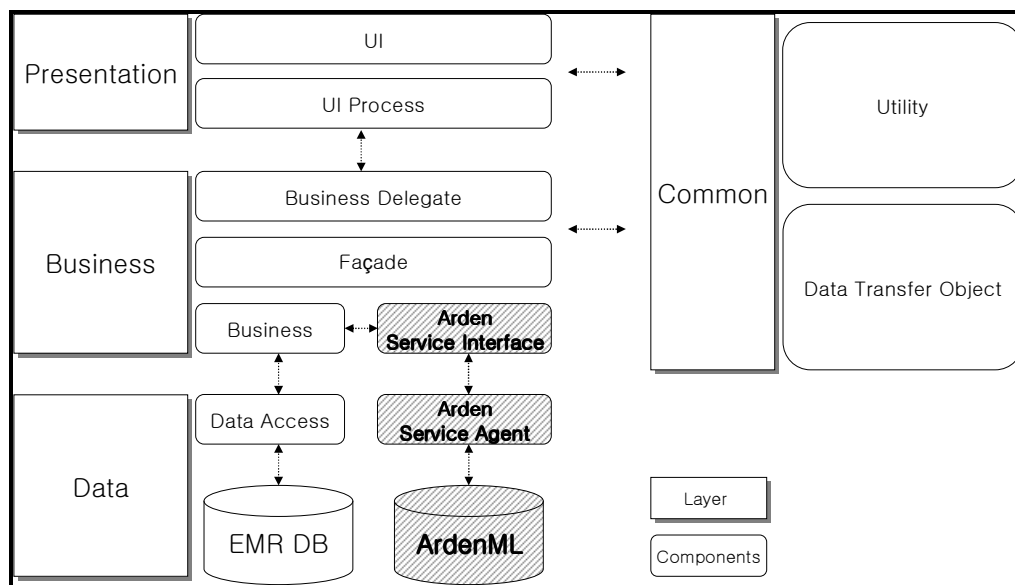 Presentation
UI
UI Process
Business
Business Delegate
Façade
Business
Arden
Service Interface
Data
Data Access
Arden
Service Agent
EMR DB
ArdenML
Common
Utility
Data Transfer Object
Layer
Components